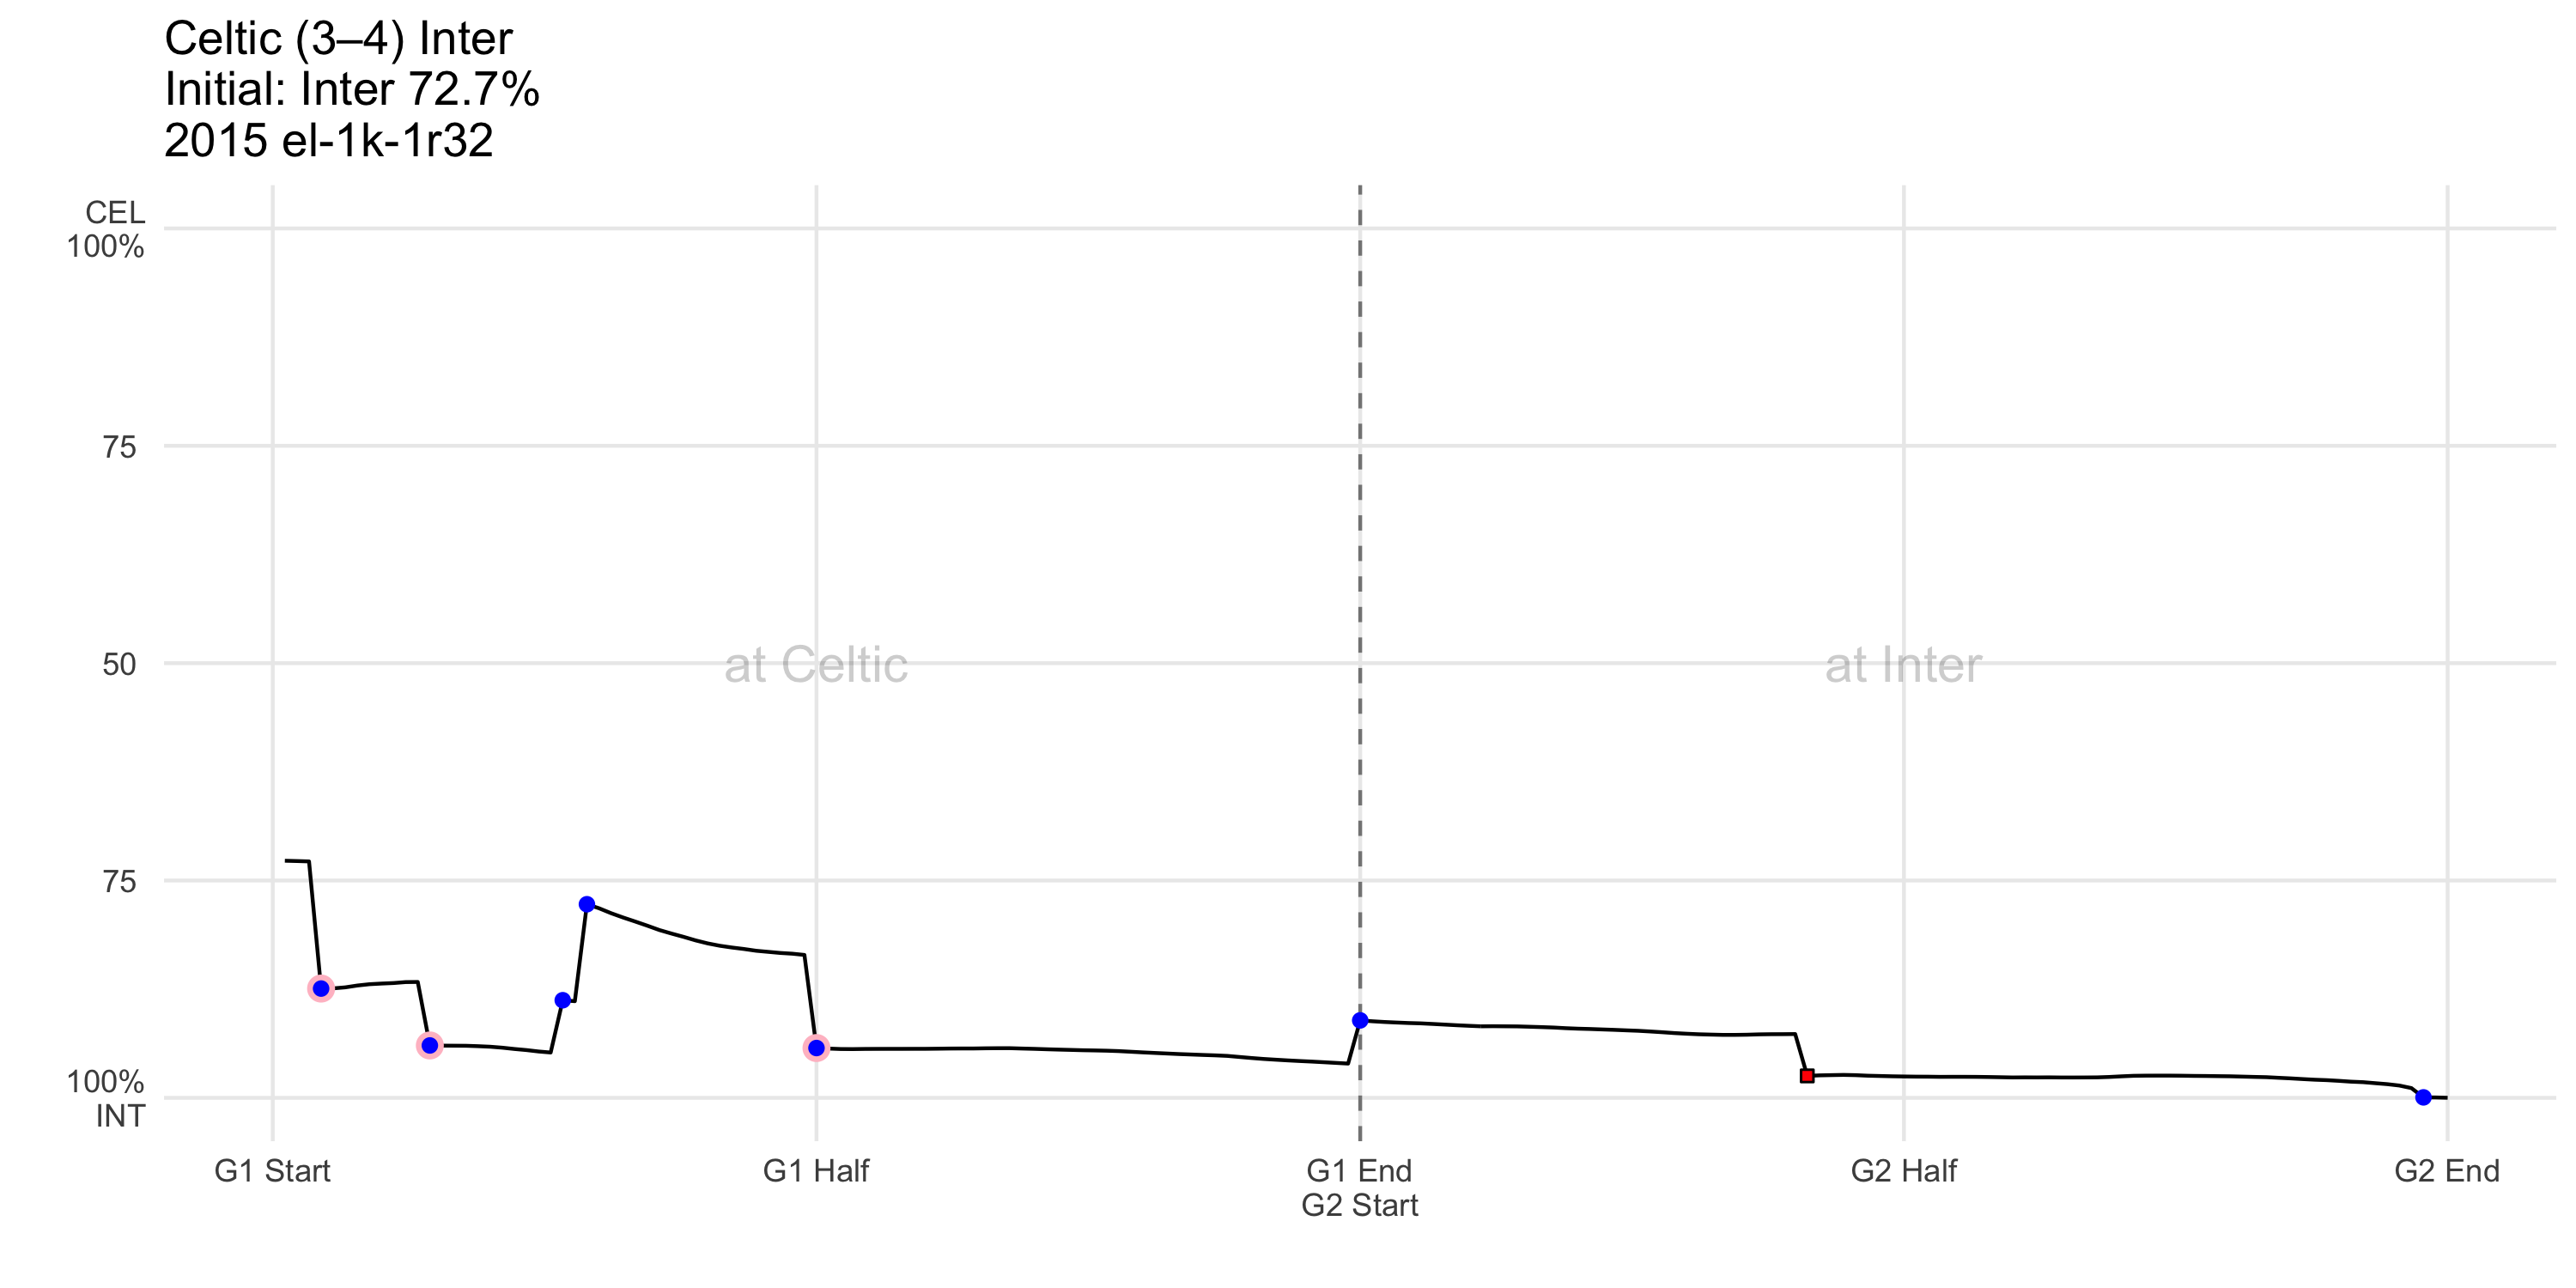 Celtic (3–4) Inter
Initial: Inter 72.7%
2015 el-1k-1r32
CEL
100%
75
50
75
100%
INT
at Celtic
at Inter
G1 Start
G1 Half
G1 End
G2 Start
G2 Half
G2 End